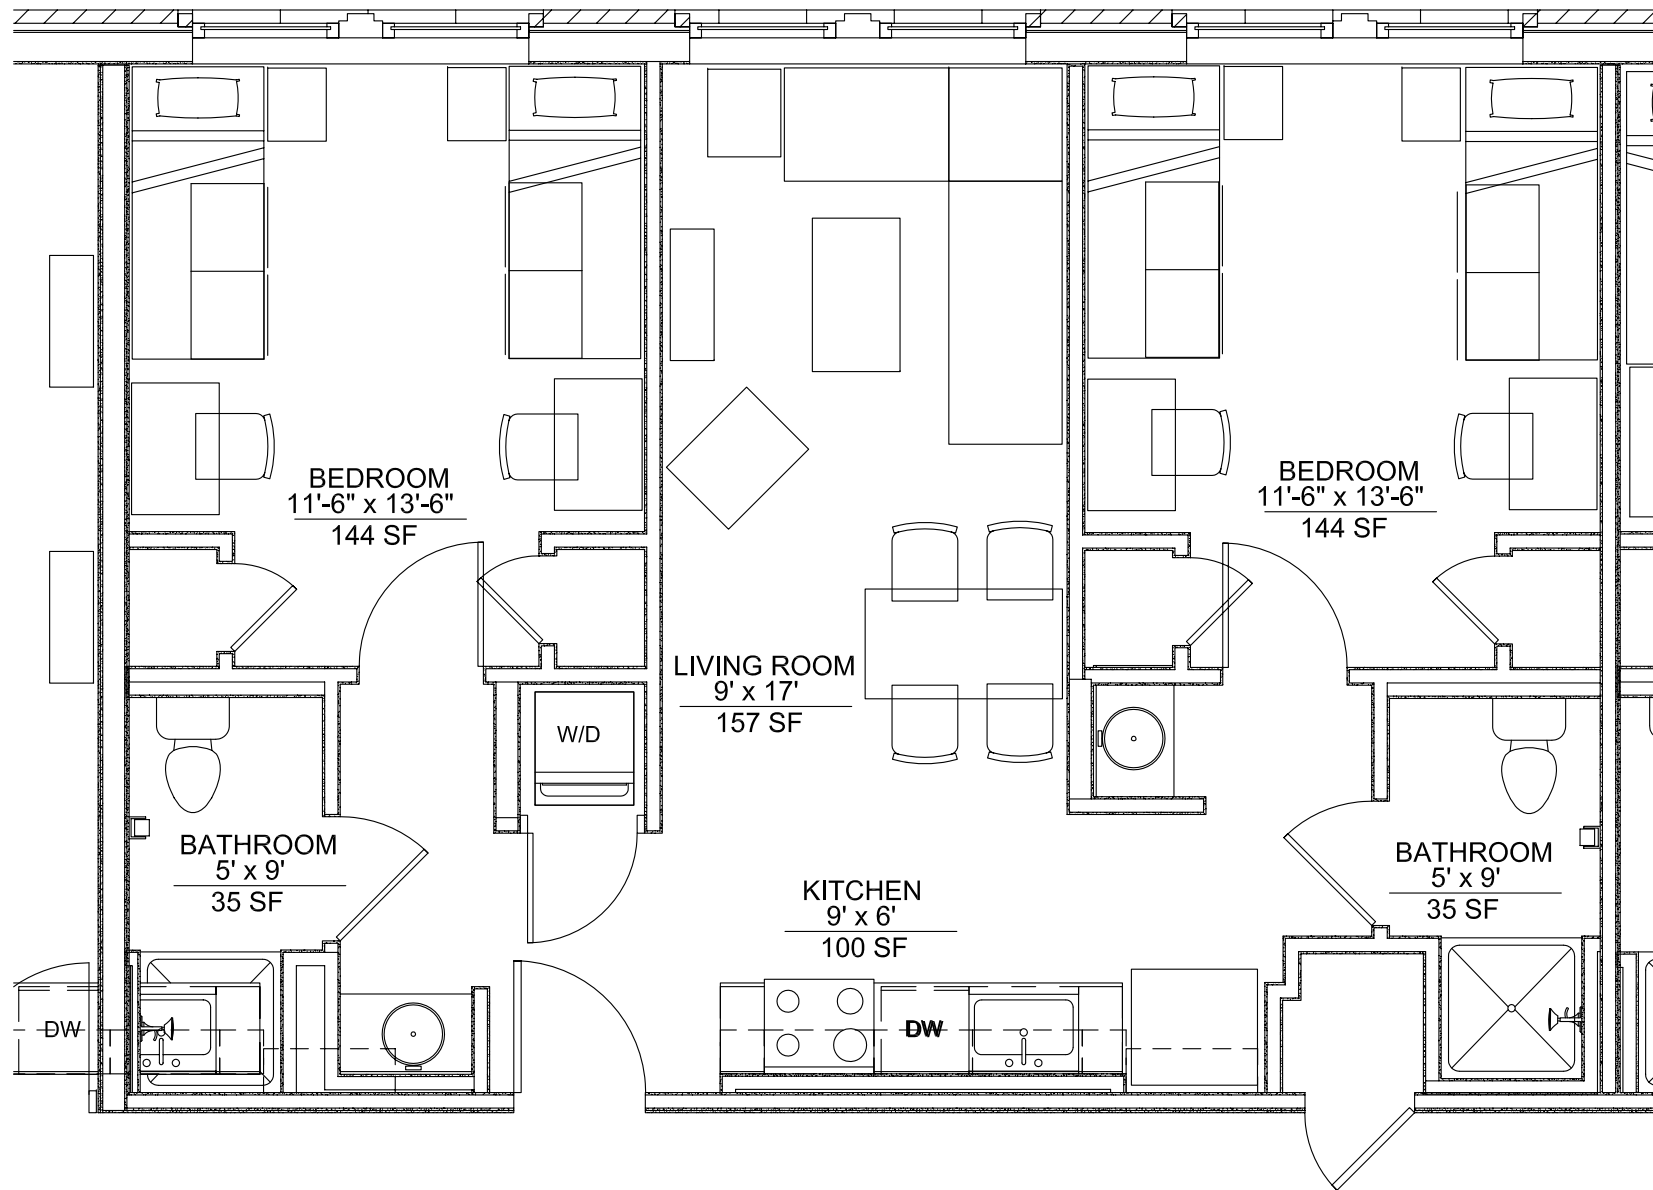 BEDROOM
11'-6" x 13'-6"
144 SF
BEDROOM
11'-6" x 13'-6"
144 SF
LIVING ROOM
9' x 17'
157 SF
W/D
BATHROOM
5' x 9'
35 SF
KITCHEN
9' x 6'
100 SF
BATHROOM
5' x 9'
35 SF
DW
DW